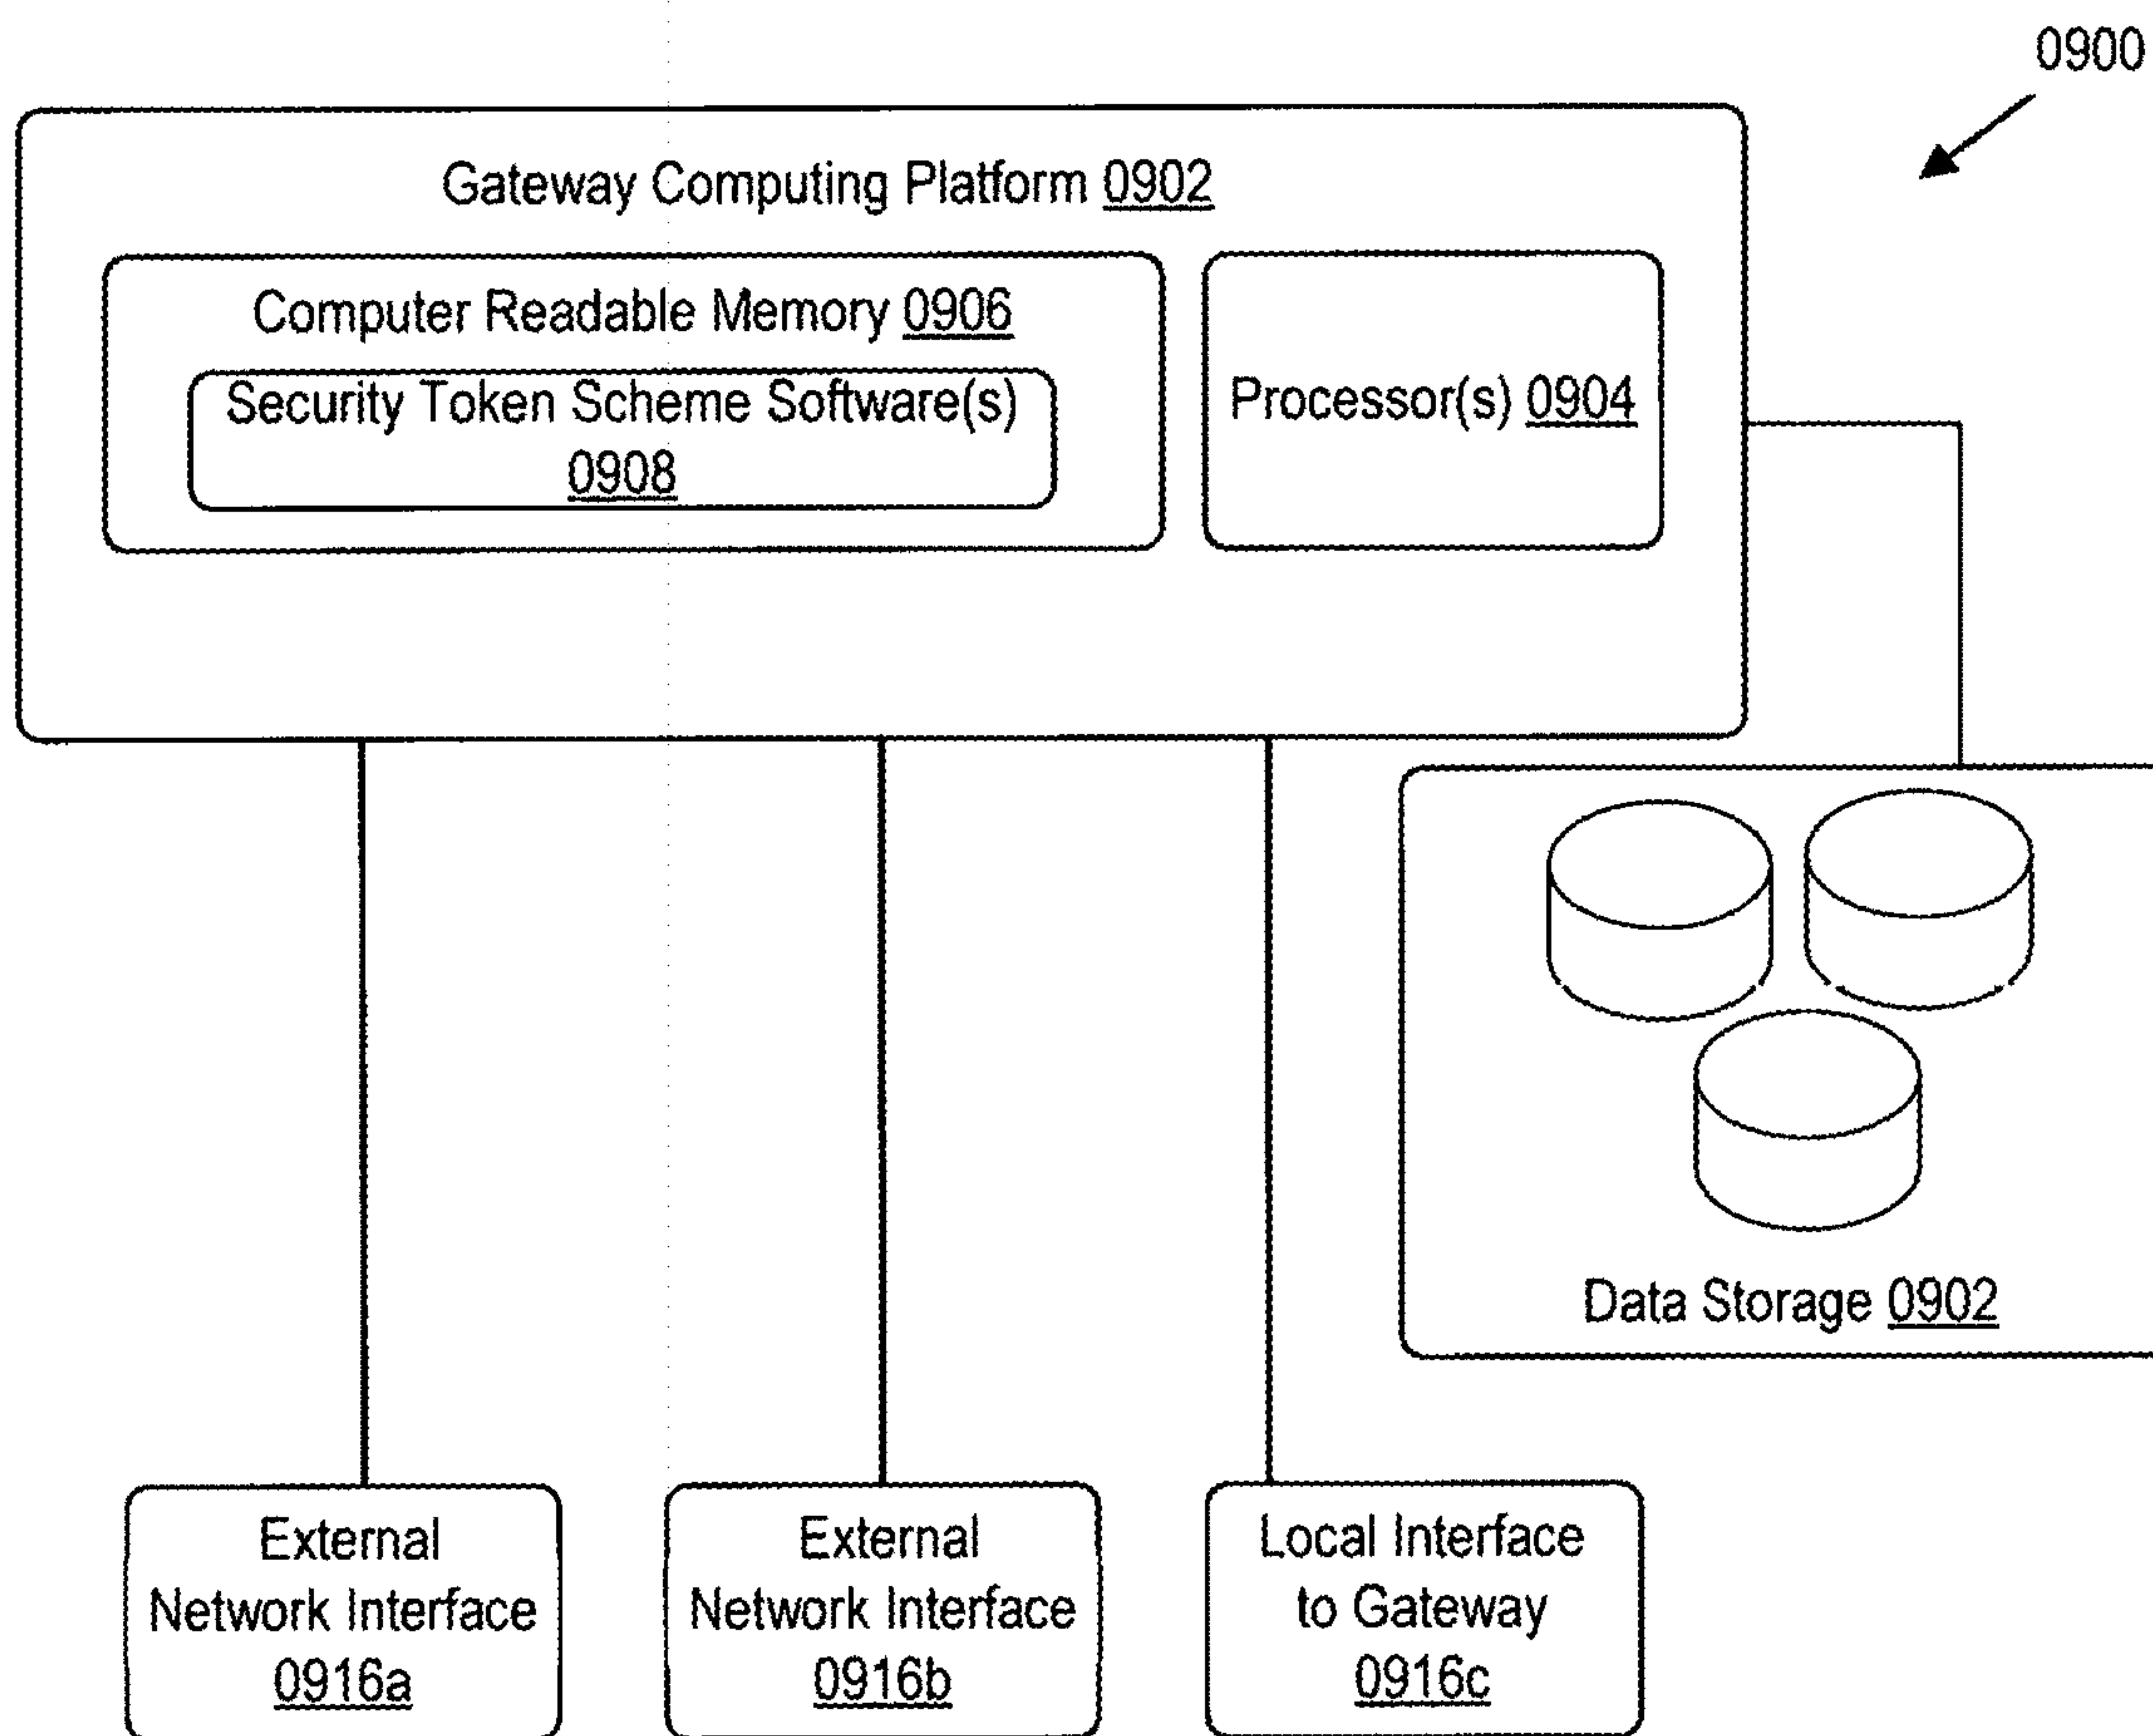 0900
Gateway Computing Platform 0902
Computer Readable Memory 0906
Security Token Scheme Software(s)
0908
Processor(s) 0904
Data Storage 0902
External
Network Interface
0916a
External
Network Interface
0916b
Local Interface
to Gateway
0916c